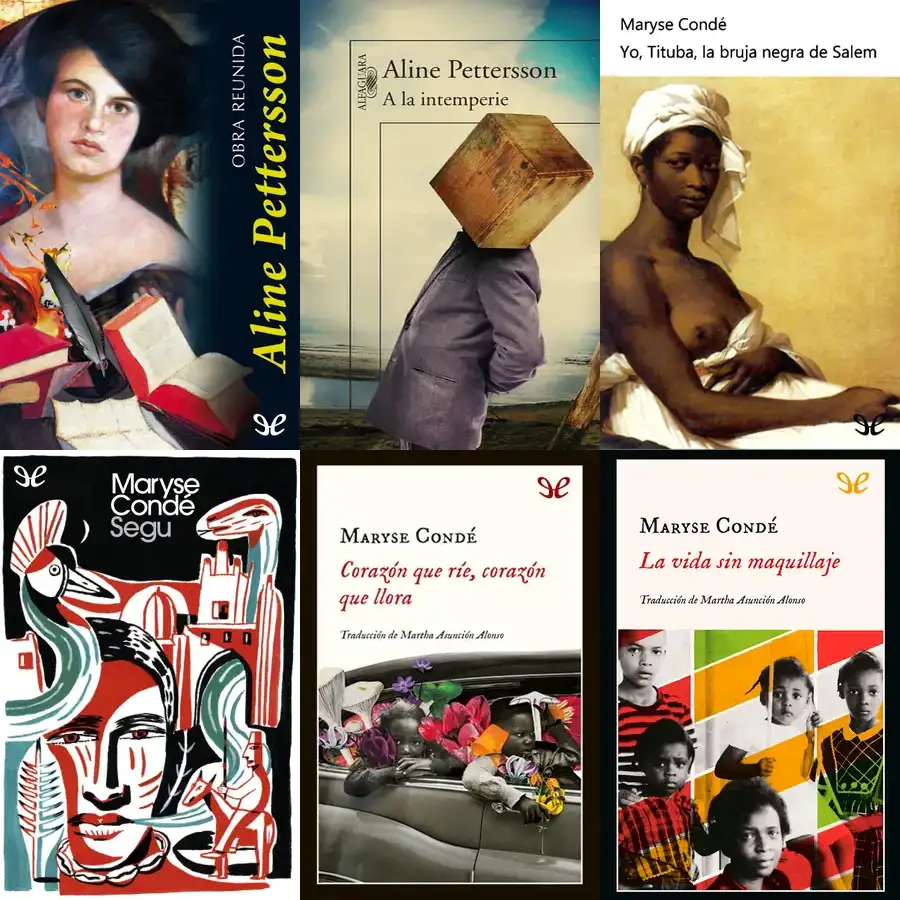 OBRA REUNIDA
Aline Pettersson
ALFAGUARA
Aline Pettersson
A la intemperie
Maryse Condé
Yo, Tituba, la bruja negra de Salem
Maryse
Condé
Segu
Maryse Condé
Corazón que ríe, corazón
que llora
Traducción de Martha Asunción Alonso
Maryse Condé
La vida sin maquillaje
Traducción de Martha Asunción Alonso